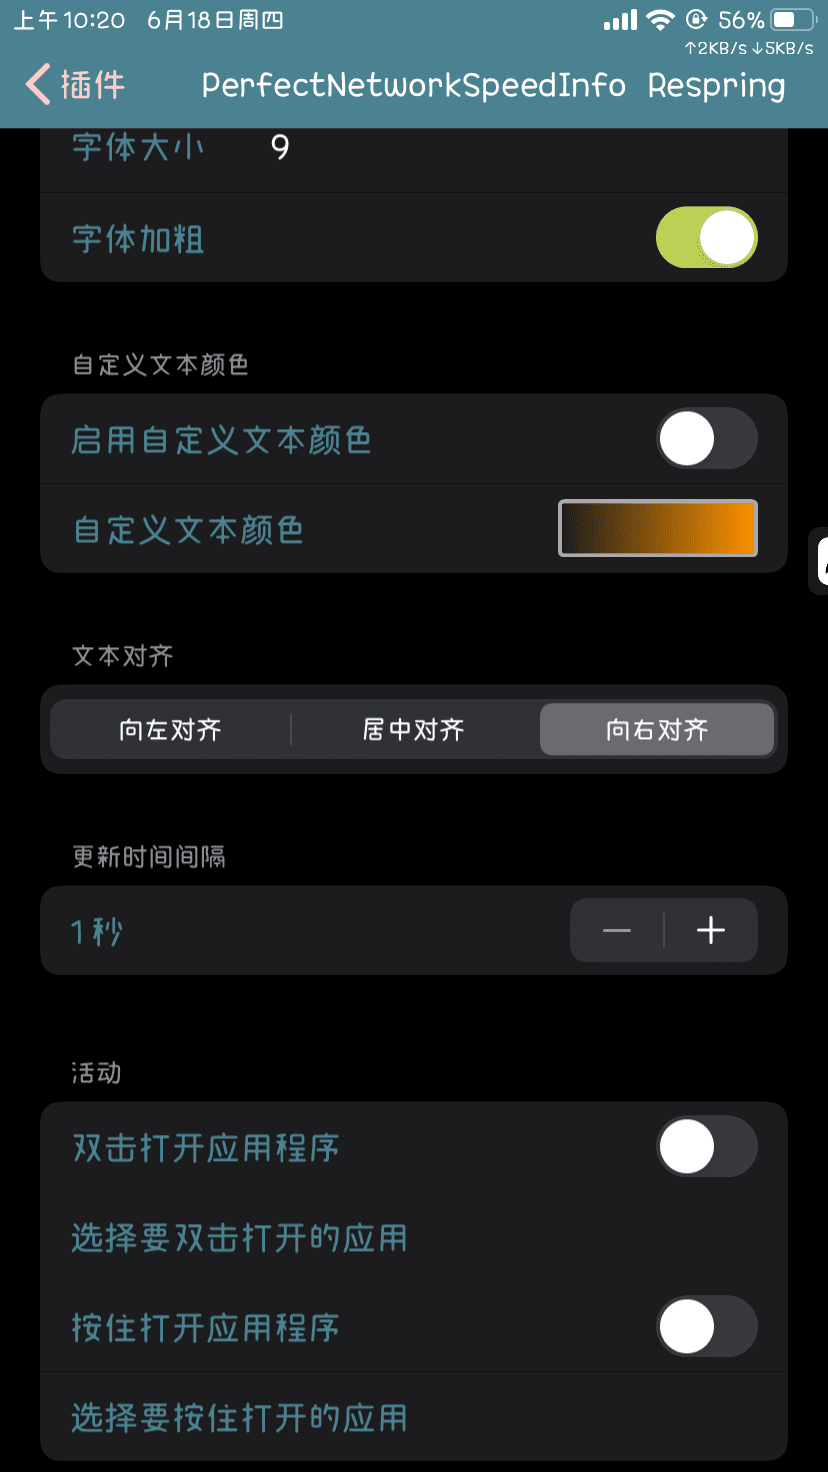 上午10:20 6月18日周四 56%
↑2KB/s↓5KB/s
插件 PerfectNetworkSpeedInfo Respring
字体大小 9
字体加粗
自定义文本颜色
启用自定义文本颜色
自定义文本颜色
文本对齐
向左对齐 居中对齐 向右对齐
更新时间间隔
1秒
活动
双击打开应用程序
选择要双击打开的应用
按住打开应用程序
选择要按住打开的应用